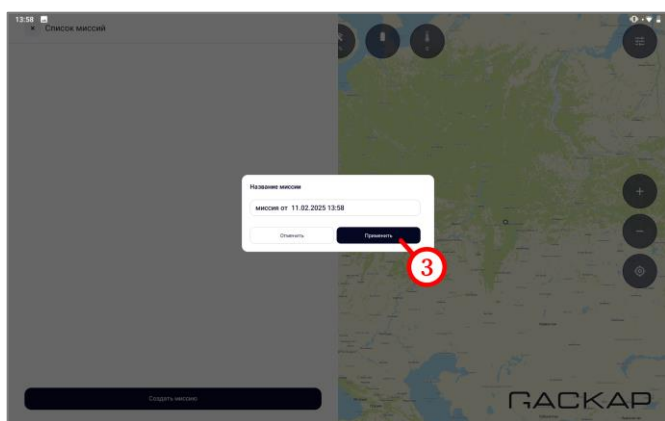 13:58
× Список миссий
Название миссии
миссия от 11.02.2025 13:58
Отменить
Применить
3
Создать миссию
ГАСКАР